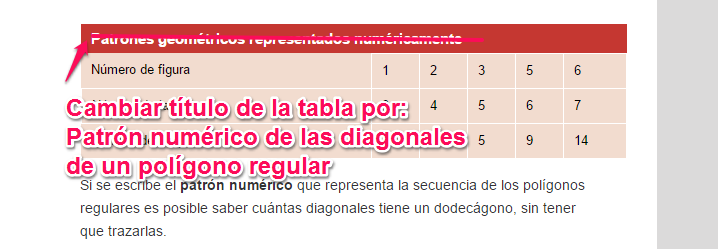 Patrones geométricos representados numéricamente
Número de figura 1 2 3 5 6
4 5 6 7
5 9 14
Cambiar título de la tabla por:
Patrón numérico de las diagonales
de un polígono regular
Si se escribe el patrón numérico que representa la secuencia de los polígonos
regulares es posible saber cuántas diagonales tiene un dodecágono, sin tener
que trazarlas.